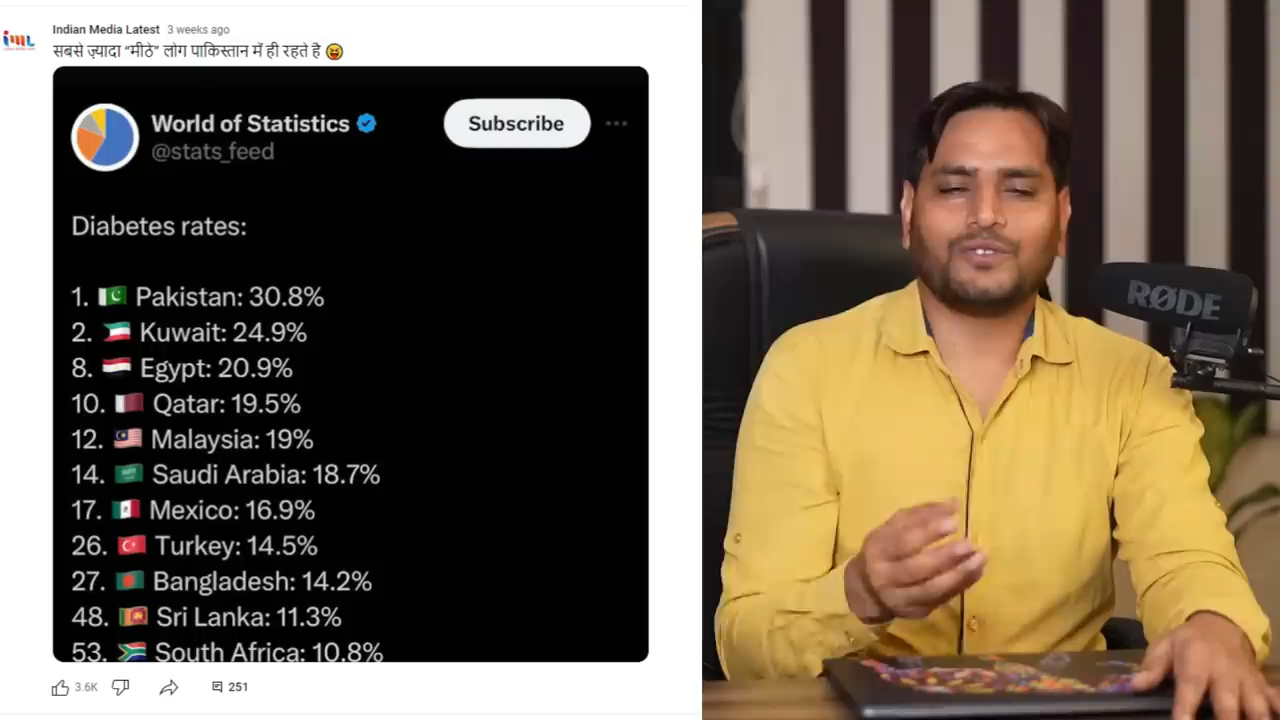 Indian Media Latest 3 weeks ago
सबसे ज़्यादा “मीठे” लोग पाकिस्तान में ही रहते है 😝
iml
World of Statistics
Subscribe
@stats_feed
Diabetes rates:
1. 🇵🇰 Pakistan: 30.8%
2. 🇰🇼 Kuwait: 24.9%
8. 🇪🇬 Egypt: 20.9%
10. 🇶🇦 Qatar: 19.5%
12. 🇲🇾 Malaysia: 19%
14. 🇸🇦 Saudi Arabia: 18.7%
17. 🇲🇽 Mexico: 16.9%
26. 🇹🇷 Turkey: 14.5%
27. 🇧🇩 Bangladesh: 14.2%
48. 🇱🇰 Sri Lanka: 11.3%
53. 🇿🇦 South Africa: 10.8%
3.6K 251
RØDE